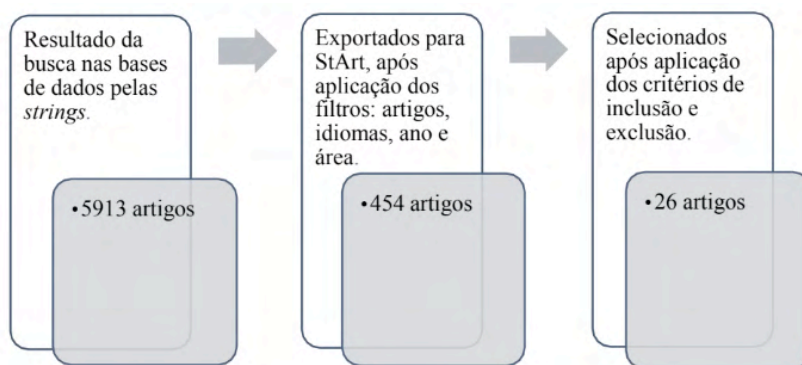 Resultado da
busca nas bases
de dados pelas
strings.
•5913 artigos
Exportados para
StArt, após
aplicação dos
filtros: artigos,
idiomas, ano e
área.
•454 artigos
Selecionados
após aplicação
dos critérios de
inclusão e
exclusão.
•26 artigos